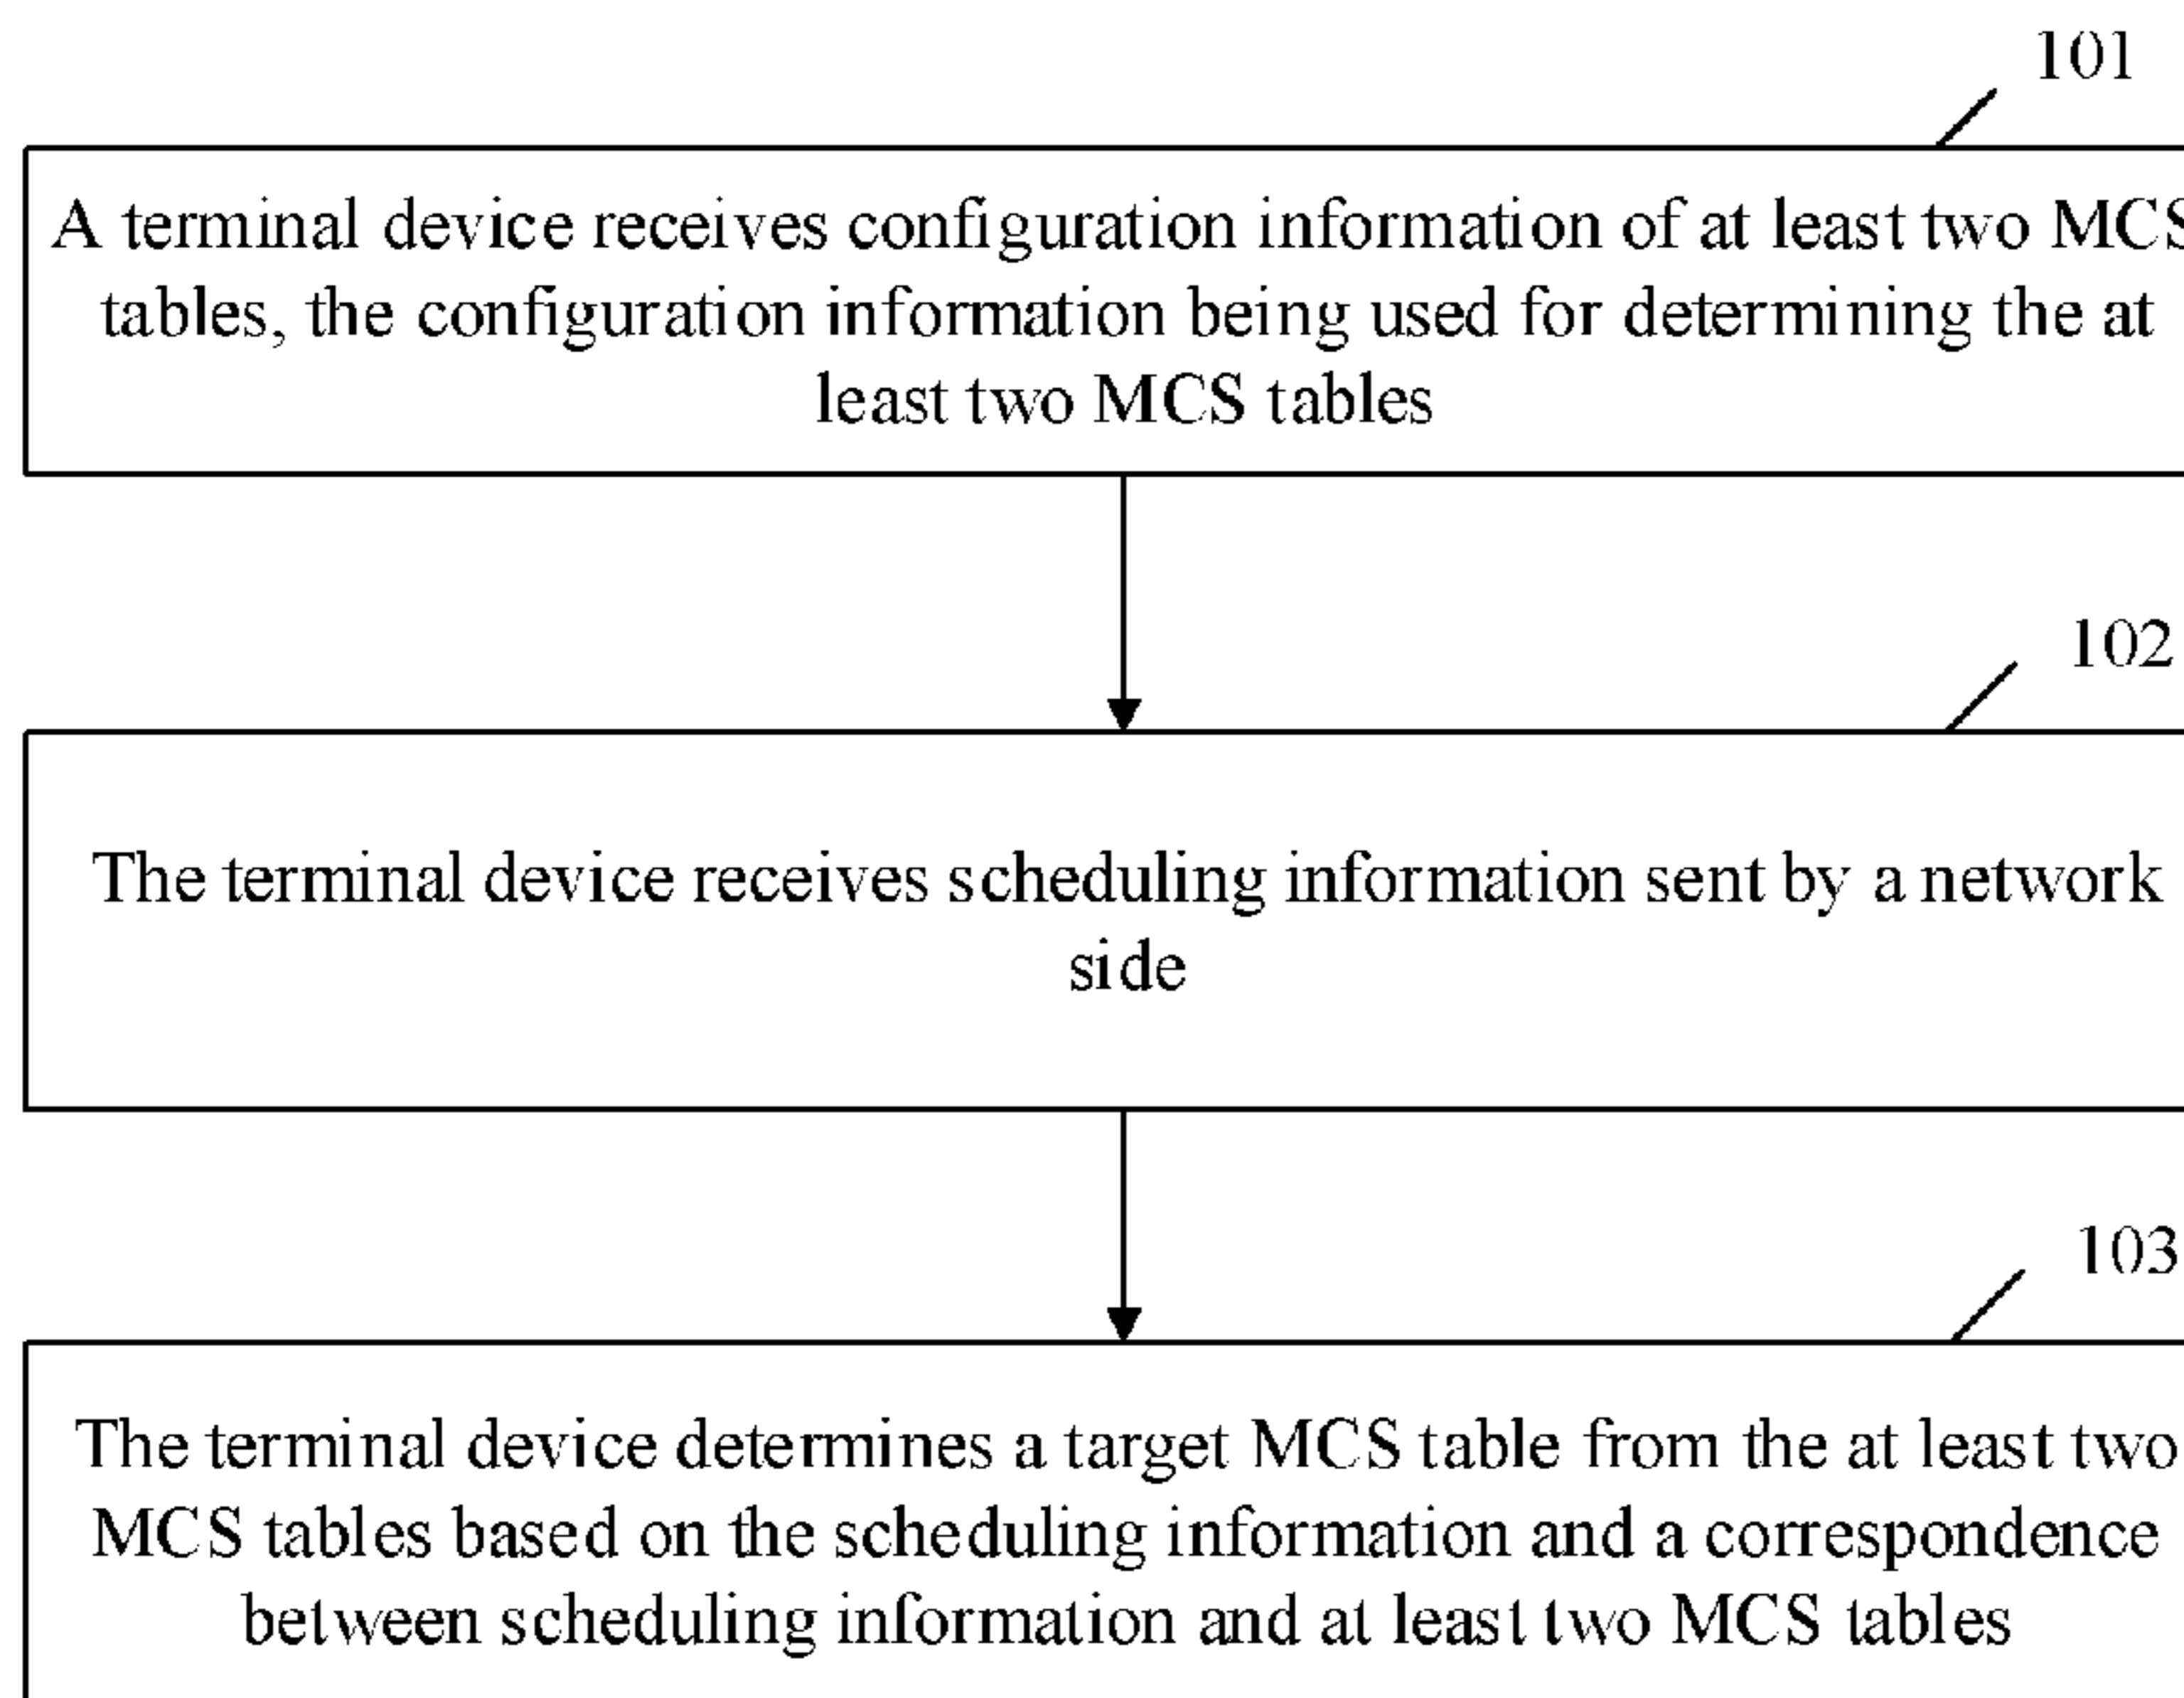 101
A terminal device receives configuration information of at least two MCS
tables, the configuration information being used for determining the at
least two MCS tables
102
The terminal device receives scheduling information sent by a network
side
103
The terminal device determines a target MCS table from the at least two
MCS tables based on the scheduling information and a correspondence
between scheduling information and at least two MCS tables